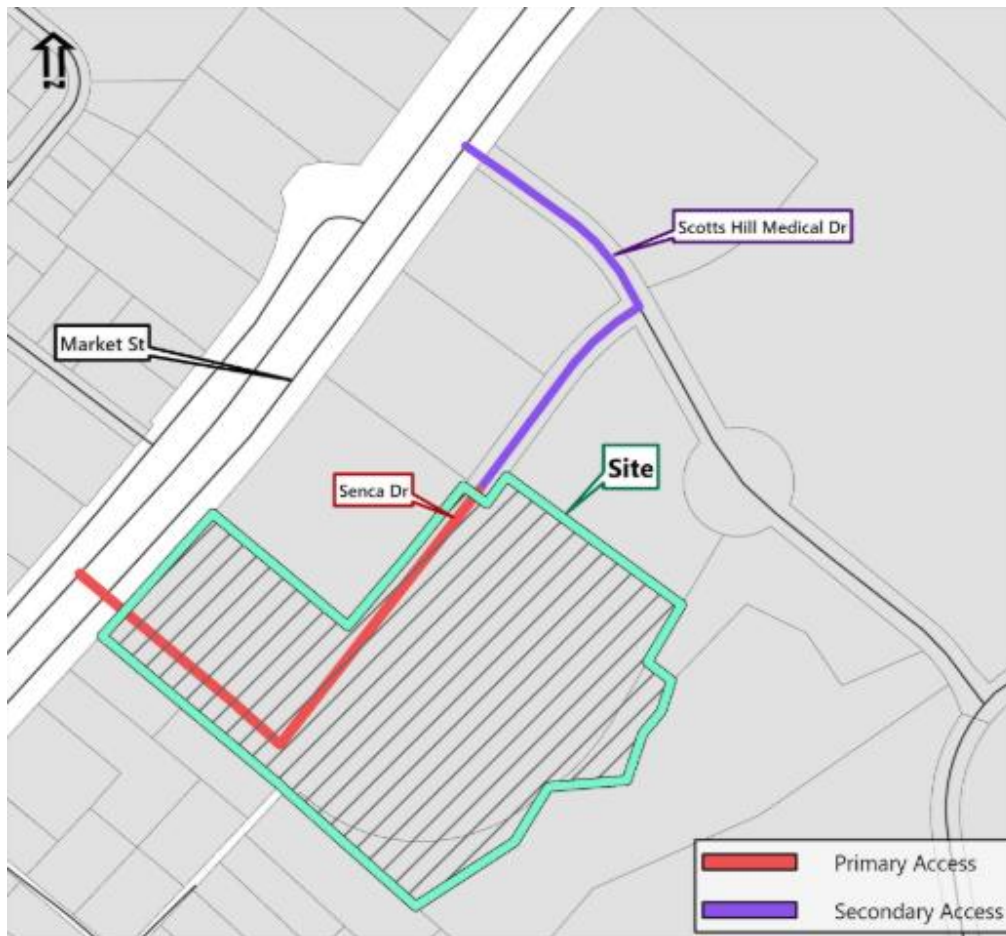 N
Scotts Hill Medical Dr
Market St
Site
Senca Dr
Primary Access
Secondary Access